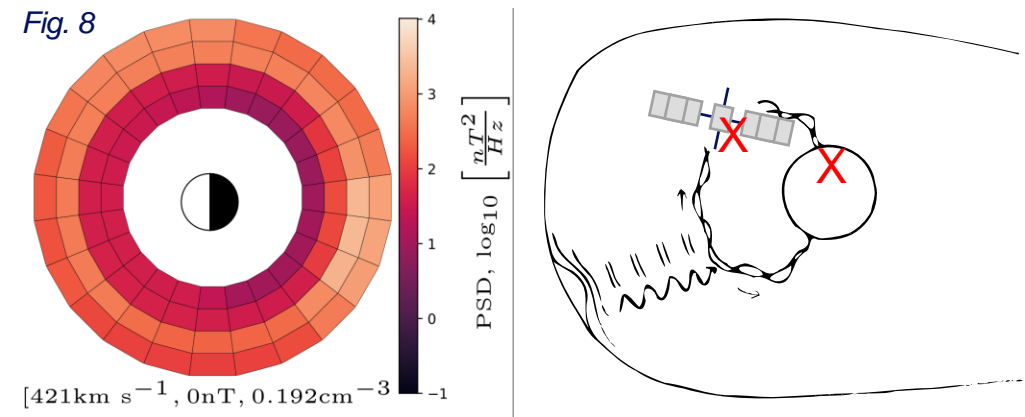 Fig. 8
4
3
2
1
0
−1
PSD, log10 [nT²/Hz]
[421km s⁻¹, 0nT, 0.192cm⁻³
X
X